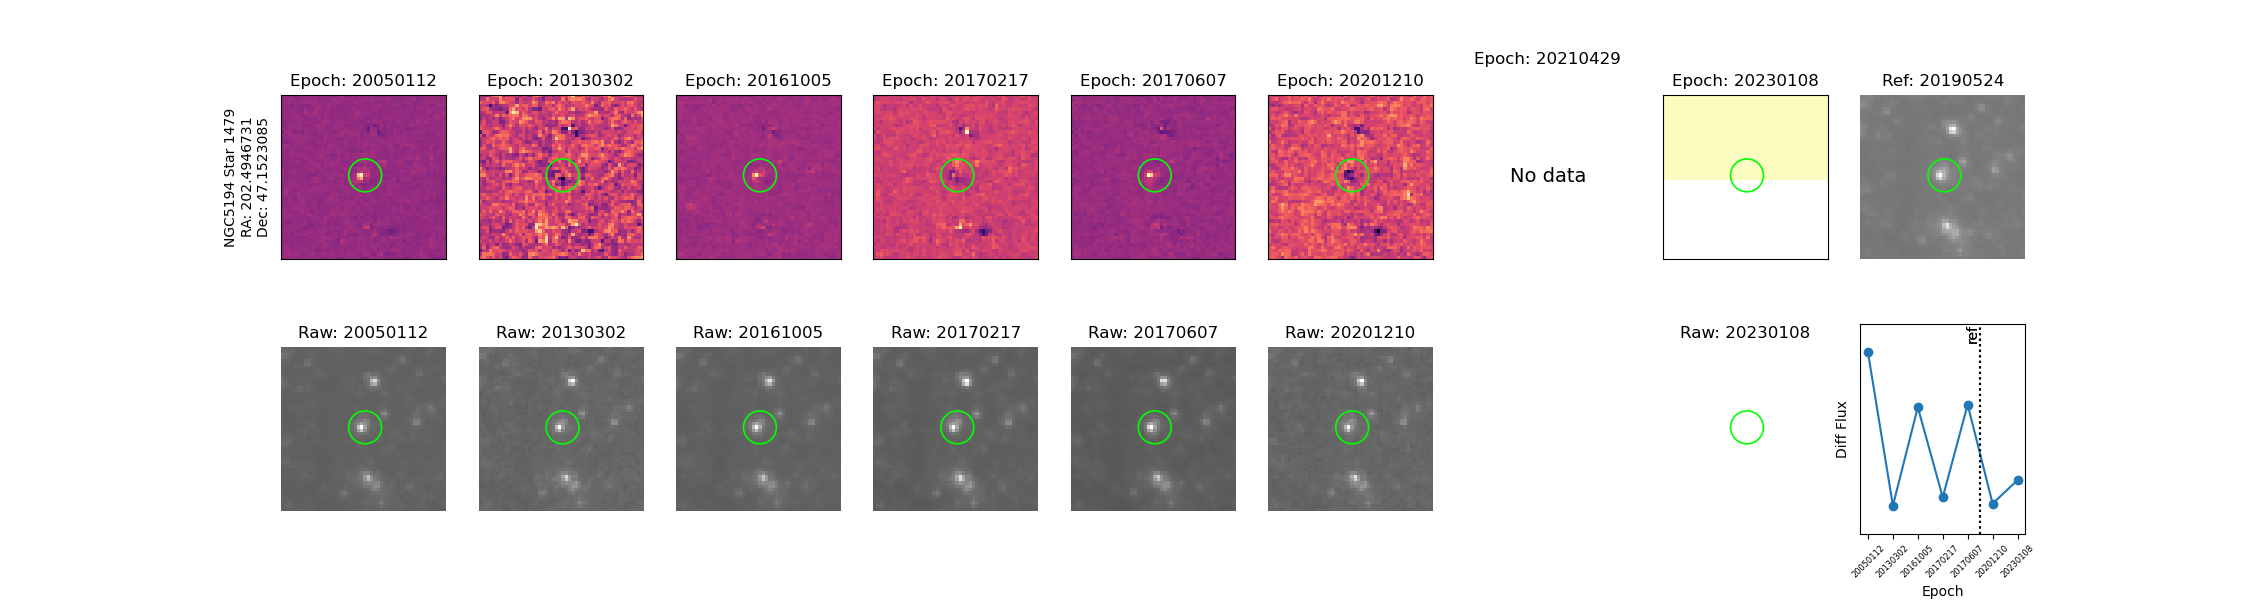 Epoch: 20210429
Epoch: 20050112
Epoch: 20130302
Epoch: 20161005
Epoch: 20170217
Epoch: 20170607
Epoch: 20201210
Epoch: 20230108
Ref: 20190524
NGC5194 Star 1479
RA: 202.4946731
Dec: 47.1523085
No data
Raw: 20050112
Raw: 20130302
Raw: 20161005
Raw: 20170217
Raw: 20170607
Raw: 20201210
Raw: 20230108
ref
Diff Flux
20050112
20130302
20161005
20170217
20170607
20201210
20230108
Epoch